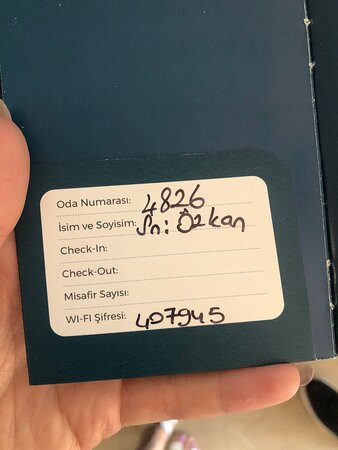 Oda Numarası: 4826
İsim ve Soyisim: Sn: Özkan
Check-In:
Check-Out:
Misafir Sayısı:
WI-FI Şifresi: 407945